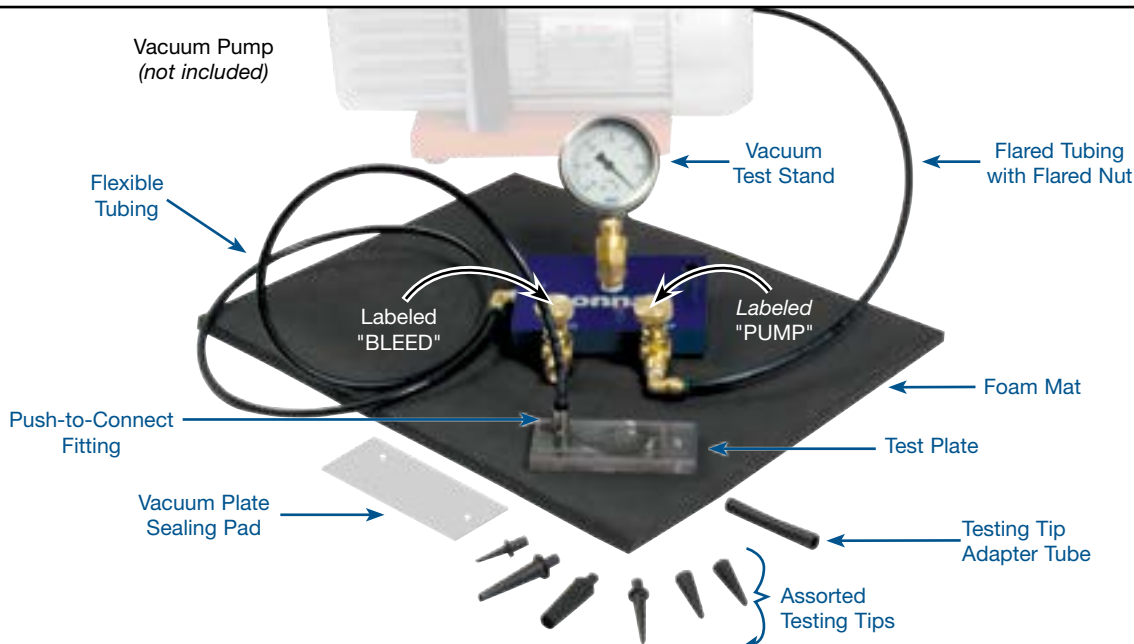 Vacuum Pump
(not included)
Vacuum
Test Stand
Flared Tubing
with Flared Nut
Flexible
Tubing
Labeled
"BLEED"
Labeled
"PUMP"
Foam Mat
Push-to-Connect
Fitting
Test Plate
Vacuum Plate
Sealing Pad
Testing Tip
Adapter Tube
Assorted
Testing Tips